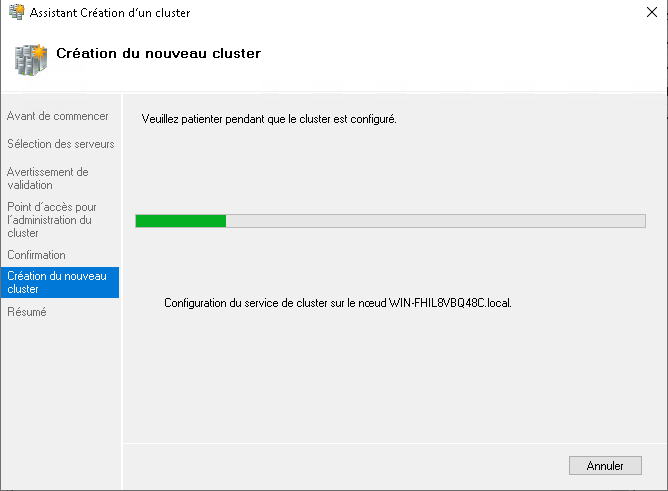 Assistant Création d'un cluster
Création du nouveau cluster
Avant de commencer
Sélection des serveurs
Avertissement de
validation
Point d'accès pour
l'administration du
cluster
Confirmation
Création du nouveau
cluster
Résumé
Veuillez patienter pendant que le cluster est configuré.
Configuration du service de cluster sur le nœud WIN-FHIL8VBQ48C.local.
Annuler